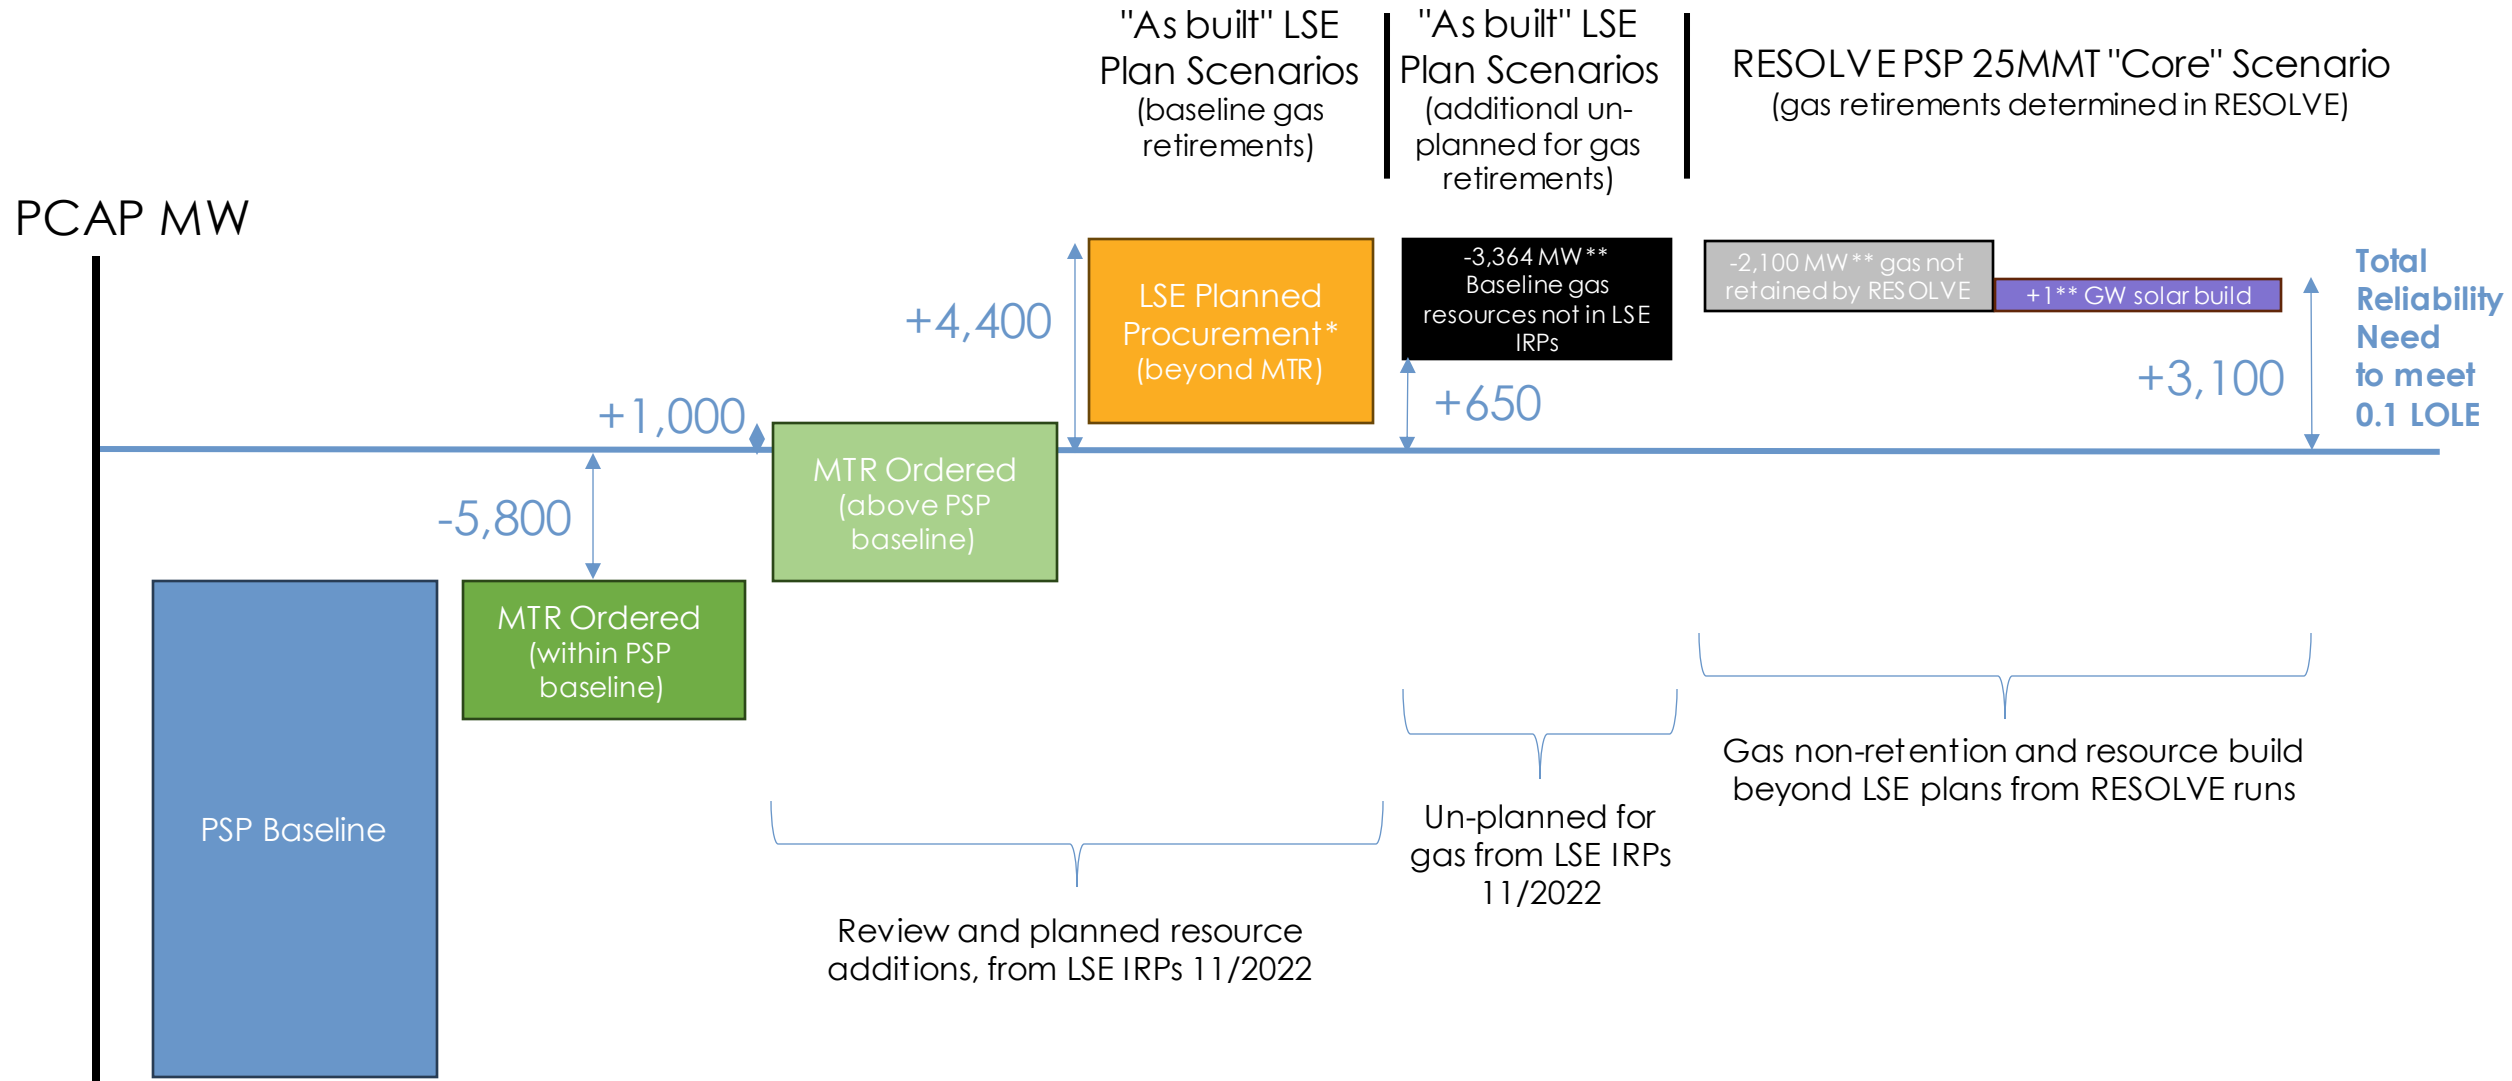 "As built" LSE
Plan Scenarios
(baseline gas
retirements)
"As built" LSE
Plan Scenarios
(additional un-
planned for gas
retirements)
RESOLVE PSP 25MMT "Core" Scenario
(gas retirements determined in RESOLVE)
PCAP MW
-5,800
+1,000
+4,400
LSE Planned
Procurement*
(beyond MTR)
-3,364 MW**
Baseline gas
resources not in LSE
IRPs
+650
-2,100 MW** gas not
retained by RESOLVE
+1** GW solar build
+3,100
Total
Reliability
Need
to meet
0.1 LOLE
MTR Ordered
(above PSP
baseline)
MTR Ordered
(within PSP
baseline)
PSP Baseline
Review and planned resource
additions, from LSE IRPs 11/2022
Un-planned for
gas from LSE IRPs
11/2022
Gas non-retention and resource build
beyond LSE plans from RESOLVE runs